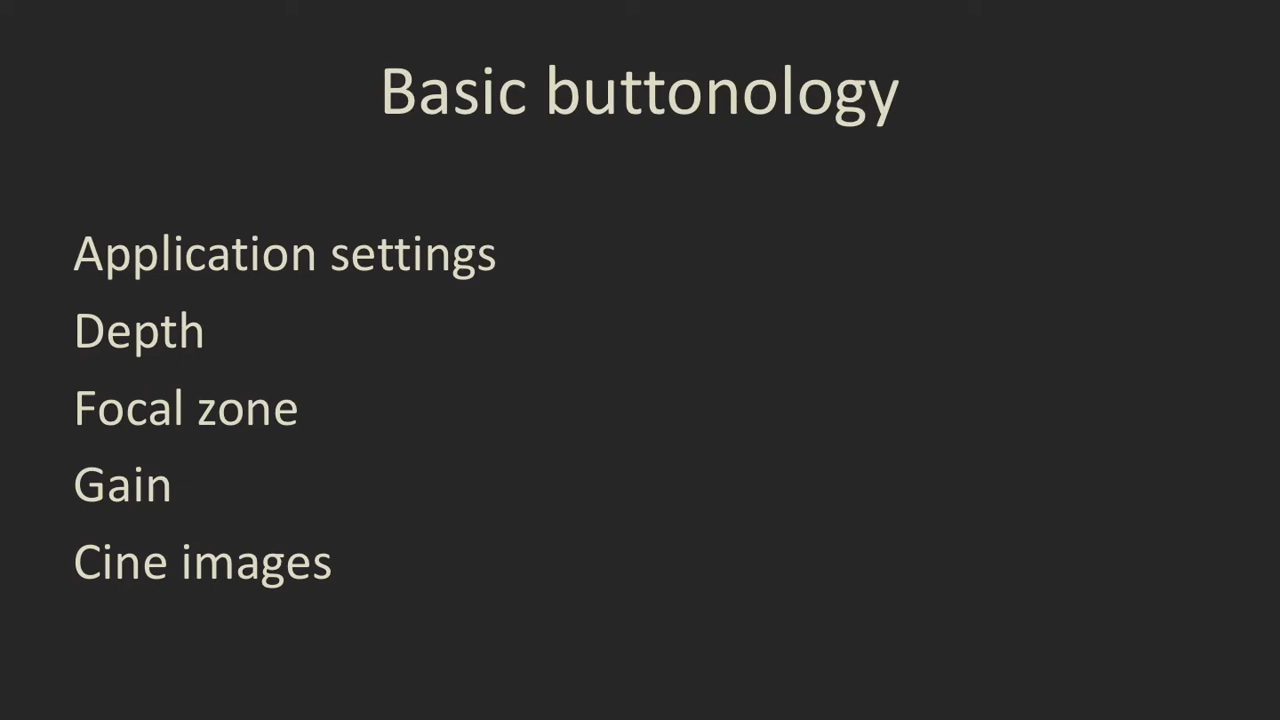 Basic buttonology
Application settings
Depth
Focal zone
Gain
Cine images